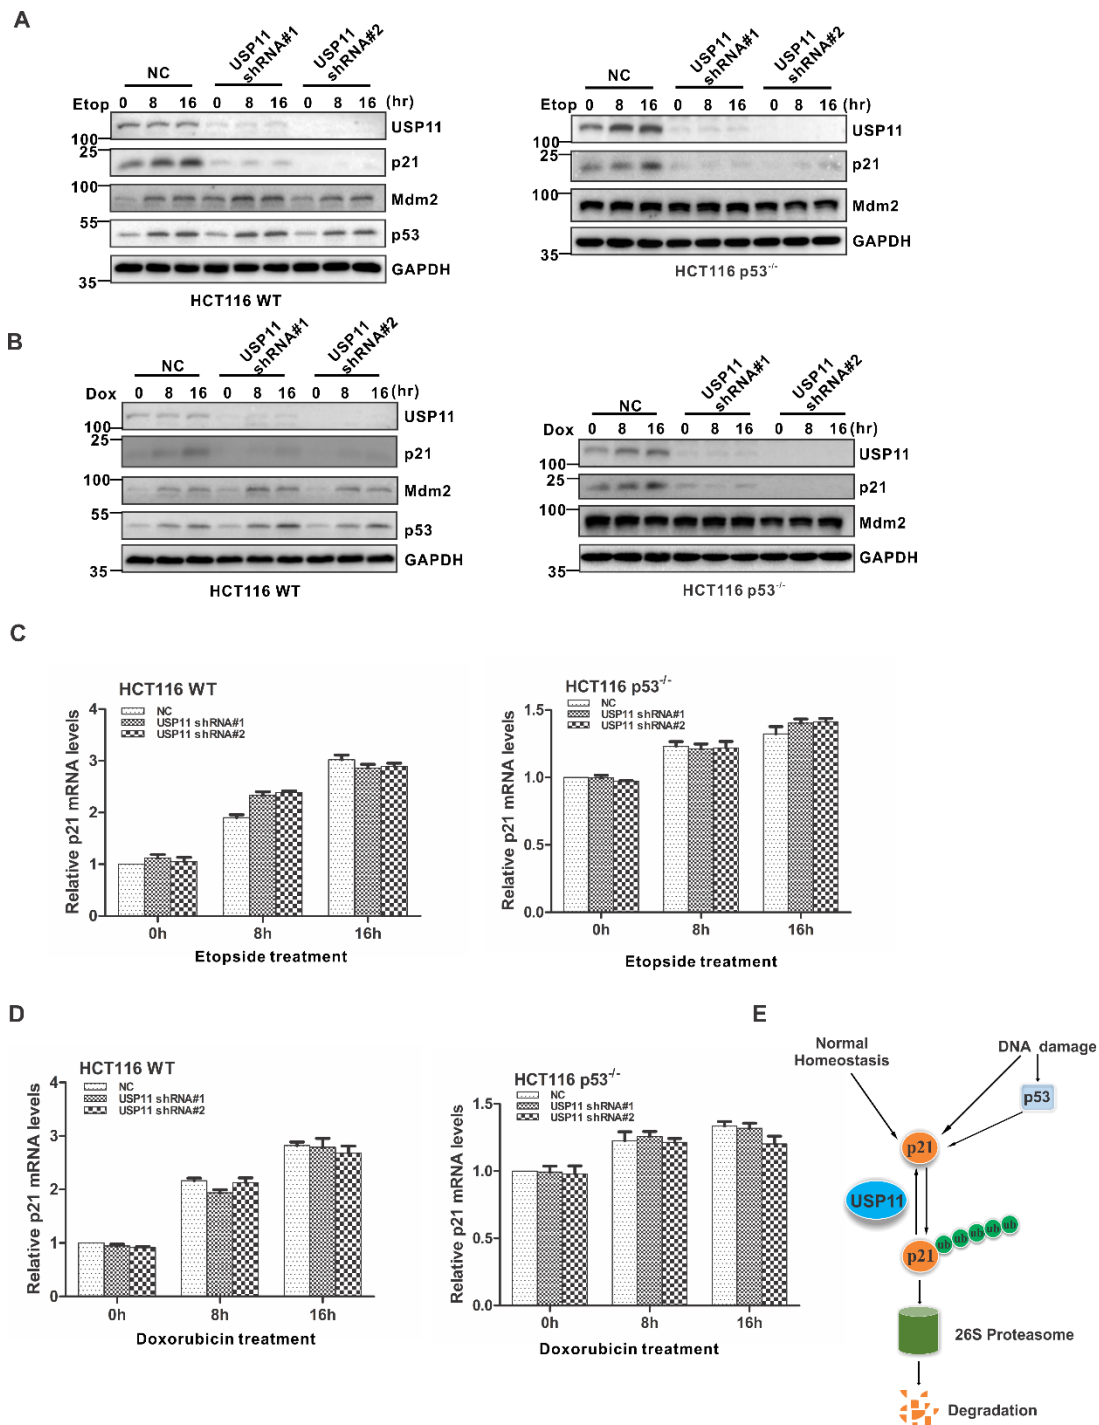 A
NC
USP11 shRNA#1
USP11 shRNA#2
Etop 0 8 16 0 8 16 0 8 16 (hr)
USP11
100
25
p21
100
Mdm2
55
p53
GAPDH
35
HCT116 WT
NC
USP11 shRNA#1
USP11 shRNA#2
Etop 0 8 16 0 8 16 0 8 16 (hr)
USP11
100
25
p21
100
Mdm2
GAPDH
35
HCT116 p53-/-
B
NC
USP11 shRNA#1
USP11 shRNA#2
Dox 0 8 16 0 8 16 0 8 16 (hr)
USP11
100
25
p21
100
Mdm2
55
p53
GAPDH
35
HCT116 WT
NC
USP11 shRNA#1
USP11 shRNA#2
Dox 0 8 16 0 8 16 0 8 16 (hr)
USP11
100
25
p21
100
Mdm2
GAPDH
35
HCT116 p53-/-
C
HCT116 WT
NC
USP11 shRNA#1
USP11 shRNA#2
Relative p21 mRNA levels
4
3
2
1
0
0h 8h 16h
Etopside treatment
HCT116 p53-/-
NC
USP11 shRNA#1
USP11 shRNA#2
Relative p21 mRNA levels
1.5
1.0
0.5
0.0
0h 8h 16h
Etopside treatment
D
HCT116 WT
NC
USP11 shRNA#1
USP11 shRNA#2
Relative p21 mRNA levels
4
3
2
1
0
0h 8h 16h
Doxorubicin treatment
HCT116 p53-/-
NC
USP11 shRNA#1
USP11 shRNA#2
Relative p21 mRNA levels
1.5
1.0
0.5
0.0
0h 8h 16h
Doxorubicin treatment
E
Normal
Homeostasis
DNA damage
p53
p21
USP11
p21 ub ub ub ub ub
26S Proteasome
Degradation